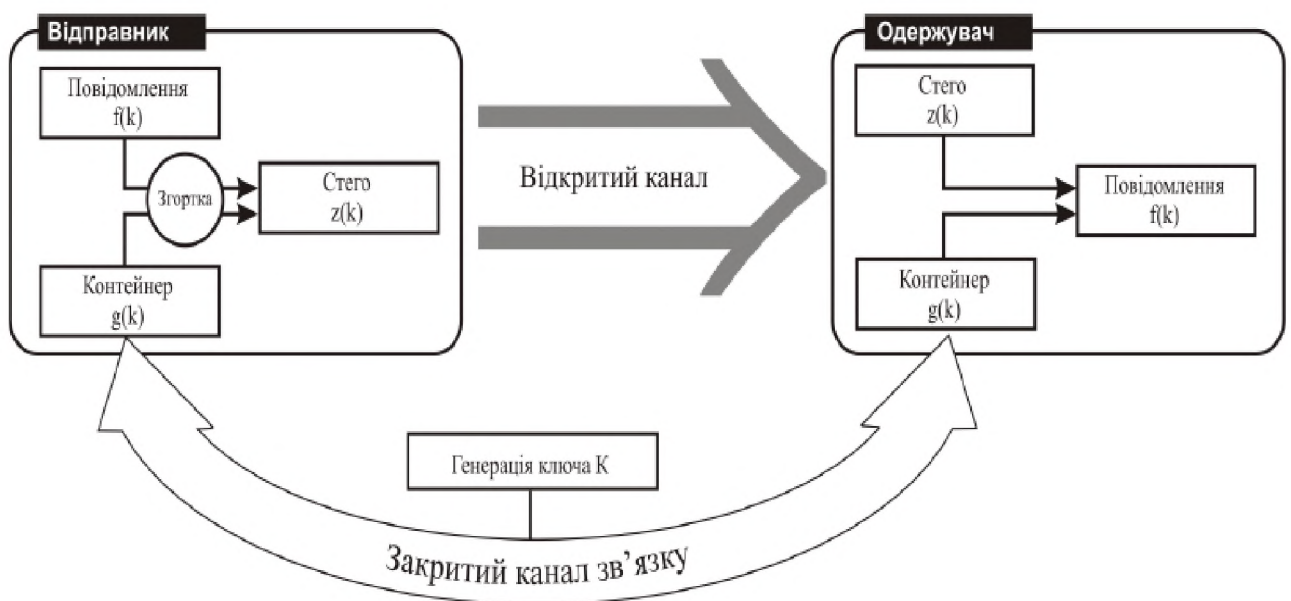 Відправник
Повідомлення
f(k)
Згортка
Стего
z(k)
Контейнер
g(k)
Відкритий канал
Одержувач
Стего
z(k)
Повідомлення
f(k)
Контейнер
g(k)
Генерація ключа K
Закритий канал зв’язку